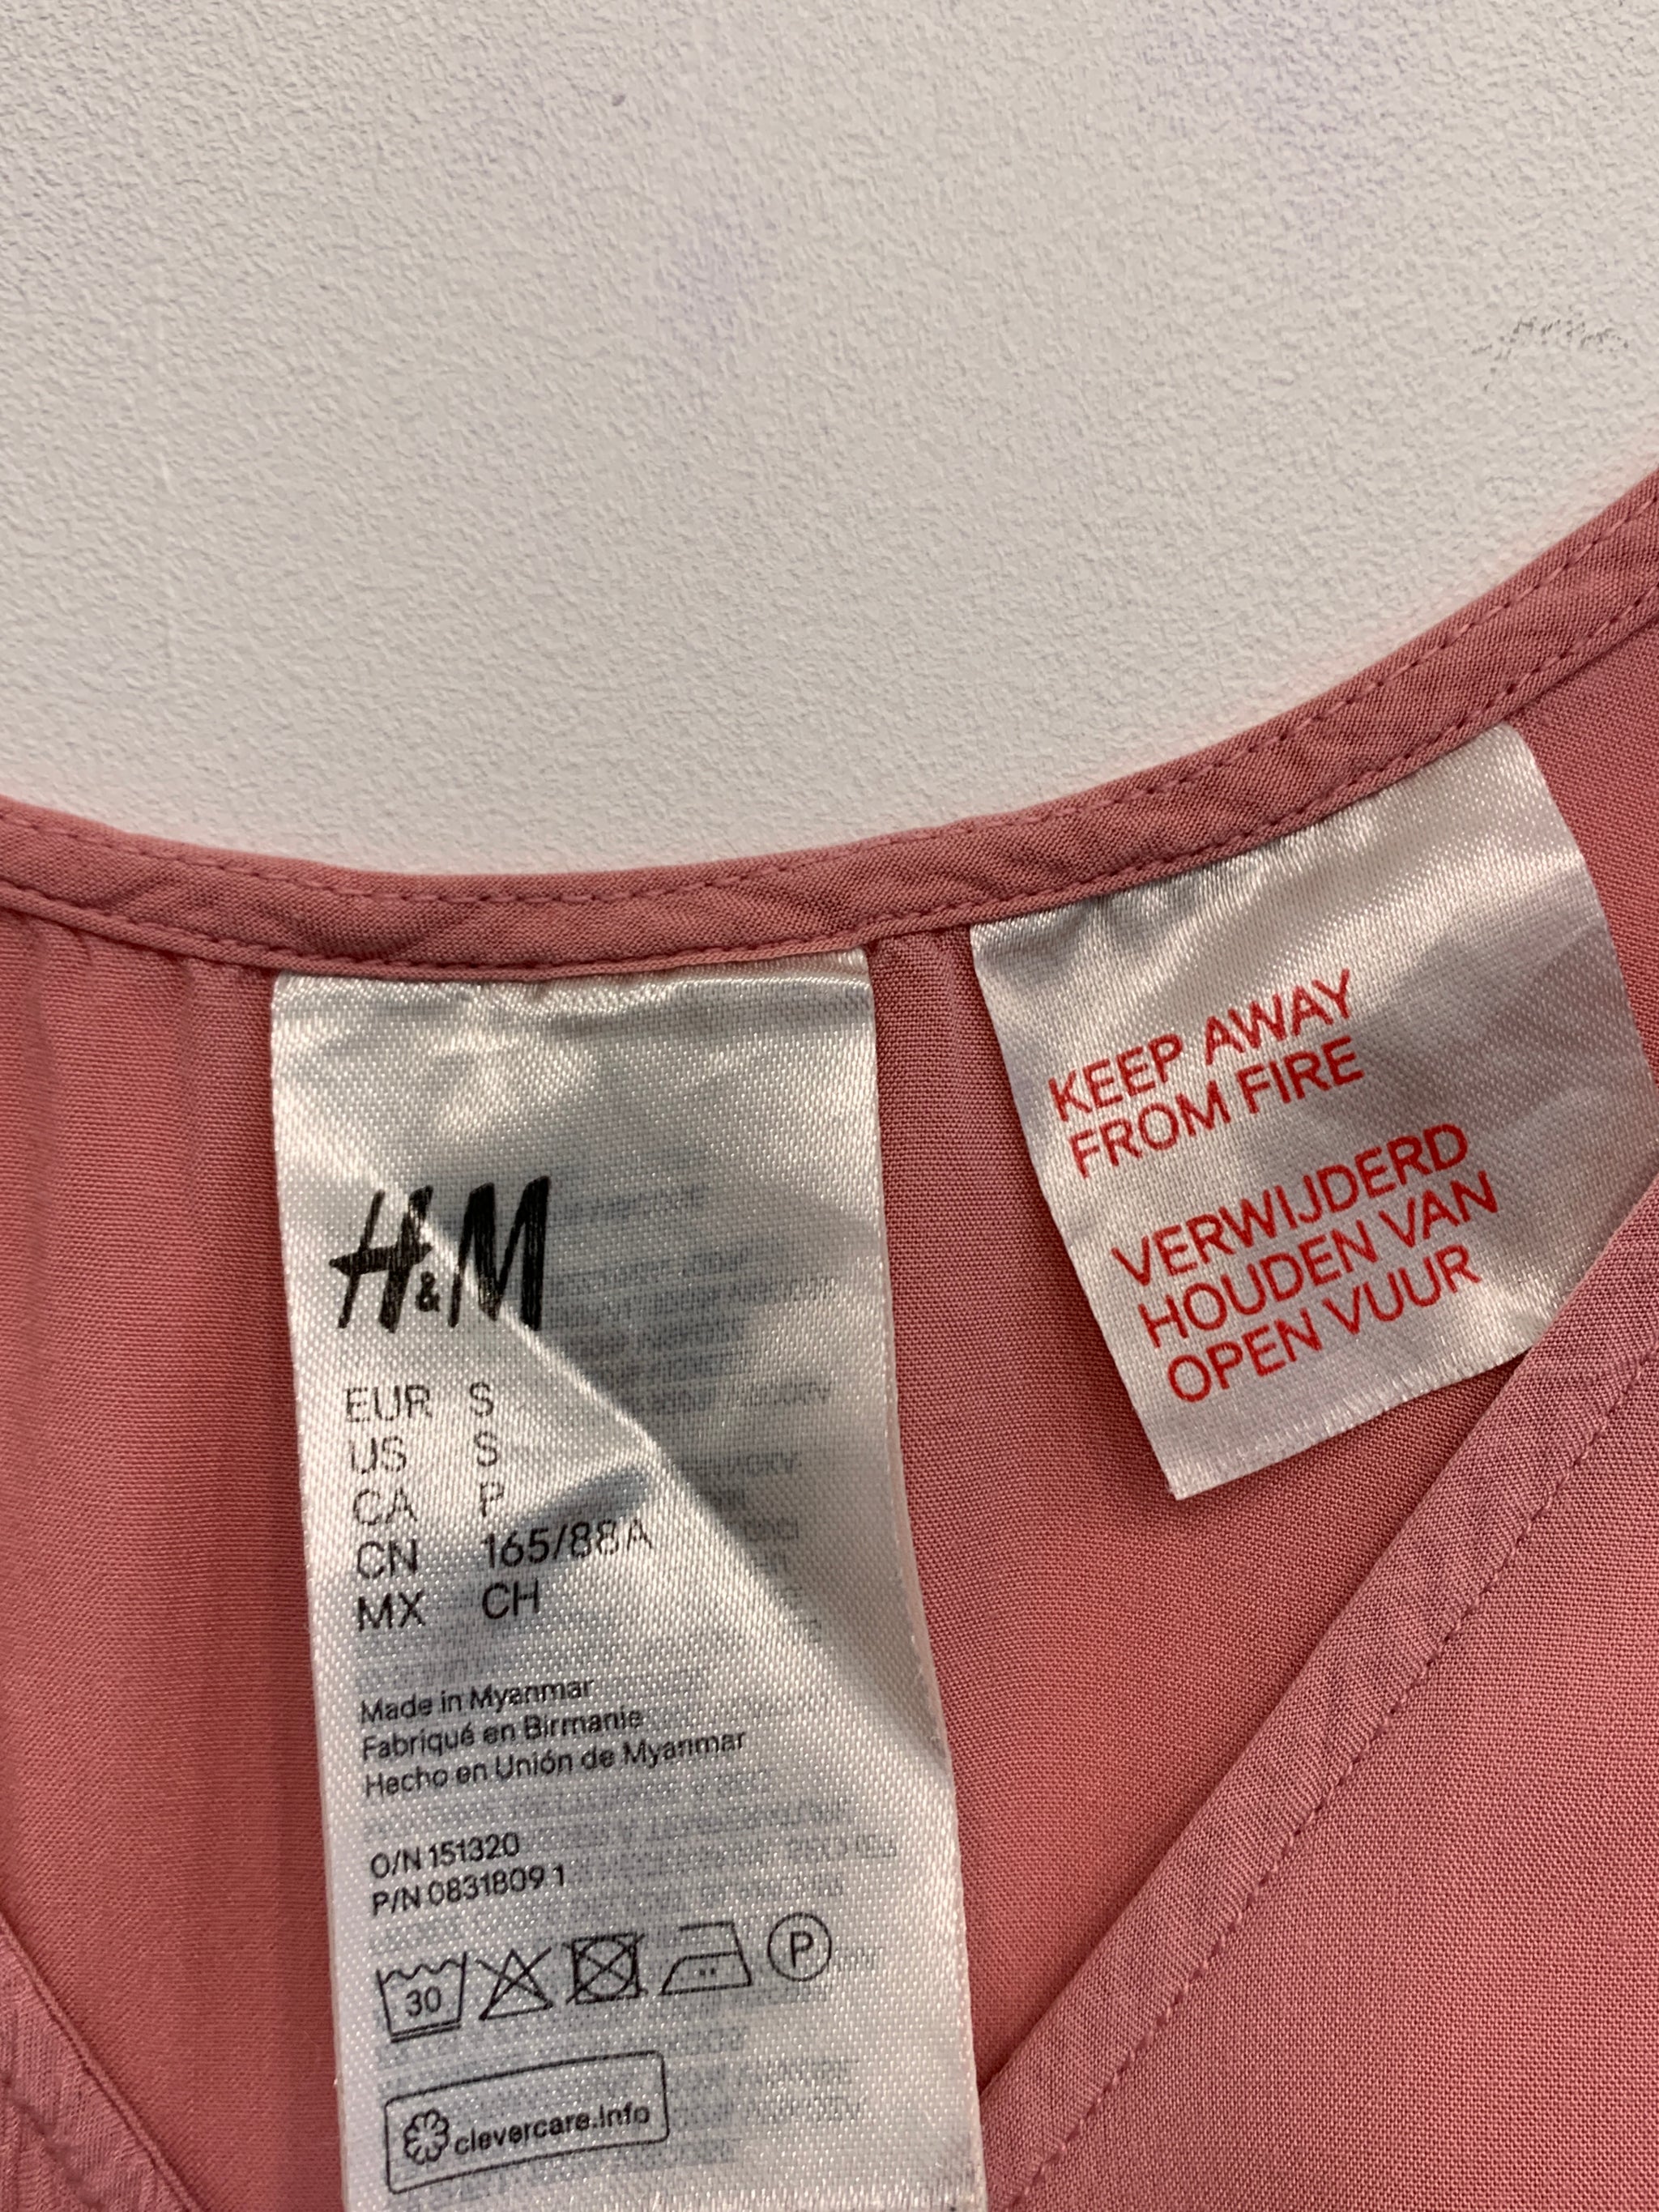 H&M
EUR S
US S
CA P
CN 165/88A
MX CH
Made in Myanmar
Fabriqué en Birmanie
Hecho en Unión de Myanmar
O/N 151320
P/N 0831809 1
30
P
clevercare.info
KEEP AWAY
FROM FIRE
VERWIJDERD
HOUDEN VAN
OPEN VUUR